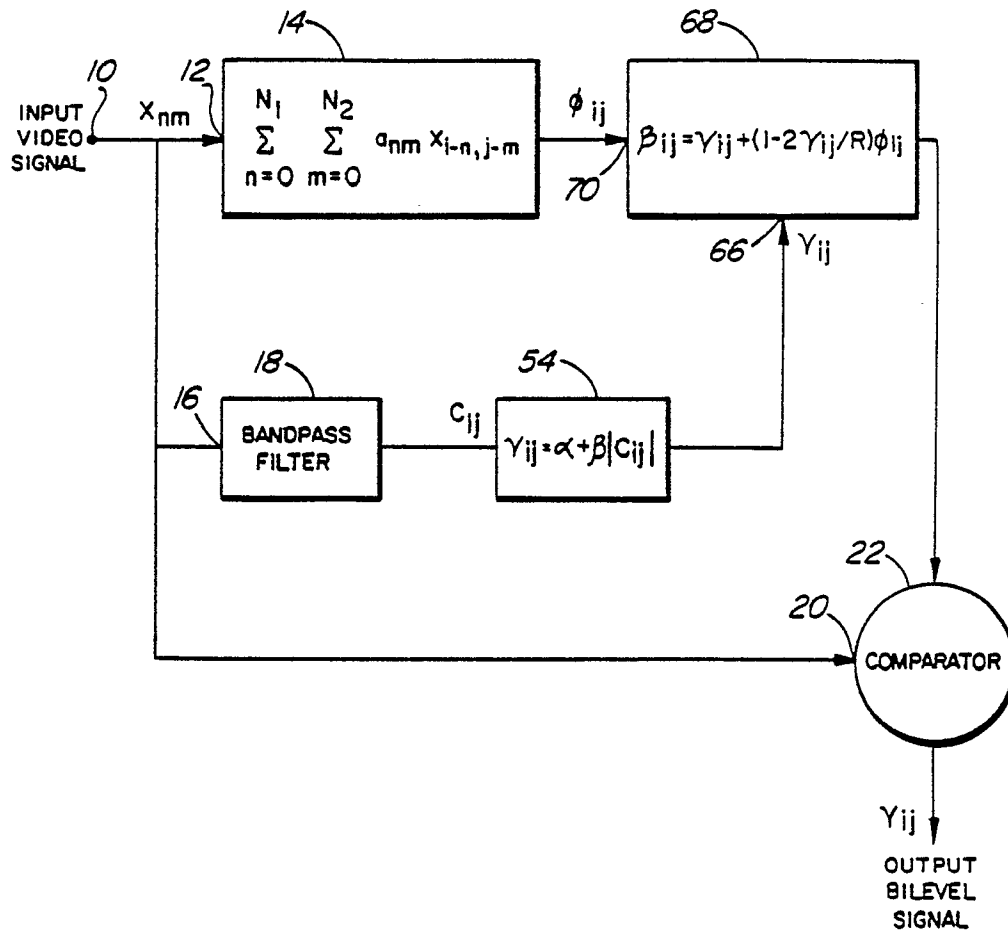 14
68
10
12
INPUT
VIDEO
SIGNAL
X_nm
N_1 N_2
Σ Σ a_nm X_i-n, j-m
n=0 m=0
ϕ_ij
70
β_ij = γ_ij + (1-2γ_ij/R)ϕ_ij
66
γ_ij
18
54
16
BANDPASS
FILTER
C_ij
γ_ij = α + β|C_ij|
22
20
COMPARATOR
Y_ij
OUTPUT
BILEVEL
SIGNAL